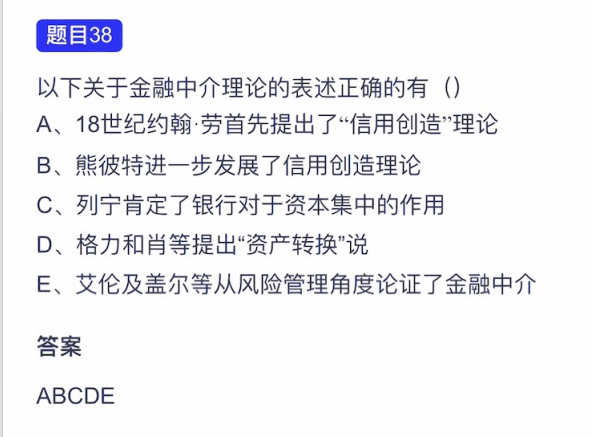 题目38
以下关于金融中介理论的表述正确的有（）
A、18世纪约翰·劳首先提出了“信用创造”理论
B、熊彼特进一步发展了信用创造理论
C、列宁肯定了银行对于资本集中的作用
D、格力和肖等提出“资产转换”说
E、艾伦及盖尔等从风险管理角度论证了金融中介
答案
ABCDE